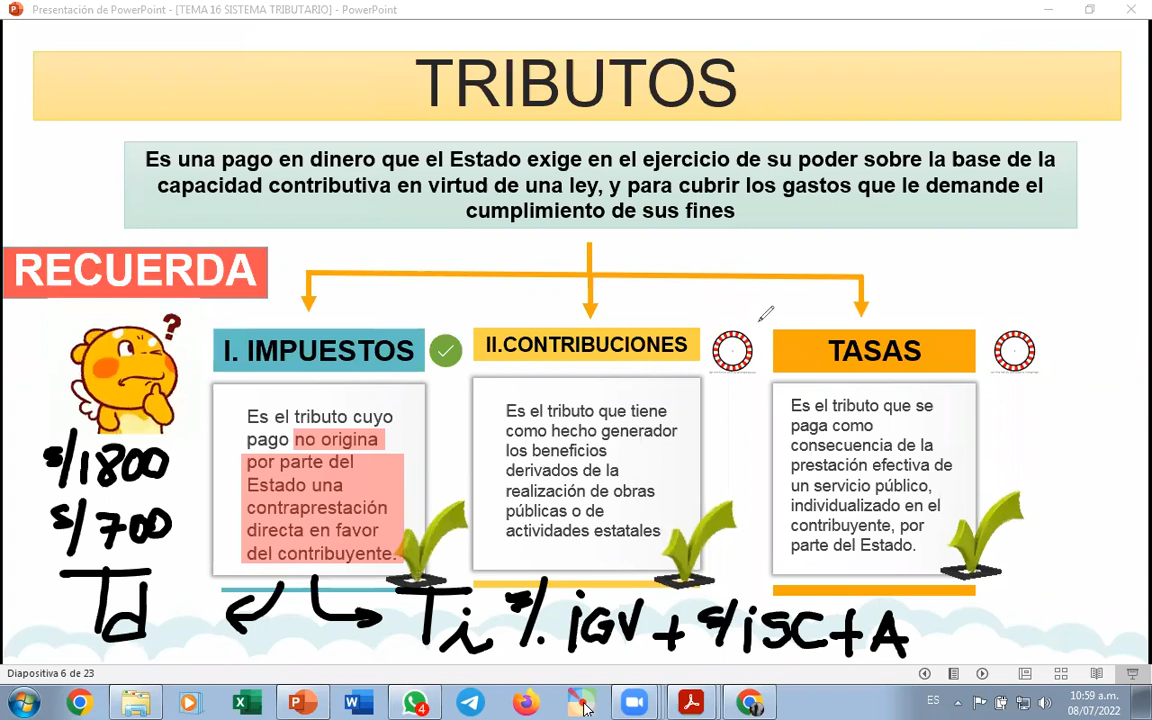 Presentación de PowerPoint - [TEMA 16 SISTEMA TRIBUTARIO] - PowerPoint
TRIBUTOS
Es una pago en dinero que el Estado exige en el ejercicio de su poder sobre la base de la
capacidad contributiva en virtud de una ley, y para cubrir los gastos que le demande el
cumplimiento de sus fines
RECUERDA
I. IMPUESTOS
II.CONTRIBUCIONES
TASAS
Es el tributo cuyo
pago no origina
por parte del
Estado una
contraprestación
directa en favor
del contribuyente.
Es el tributo que tiene
como hecho generador
los beneficios
derivados de la
realización de obras
públicas o de
actividades estatales
Es el tributo que se
paga como
consecuencia de la
prestación efectiva de
un servicio público,
individualizado en el
contribuyente, por
parte del Estado.
s/1800
s/700
Td
Ti s/. iGV + s/iSC + A
Diapositiva 6 de 23
4
ES
10:59 a.m.
08/07/2022